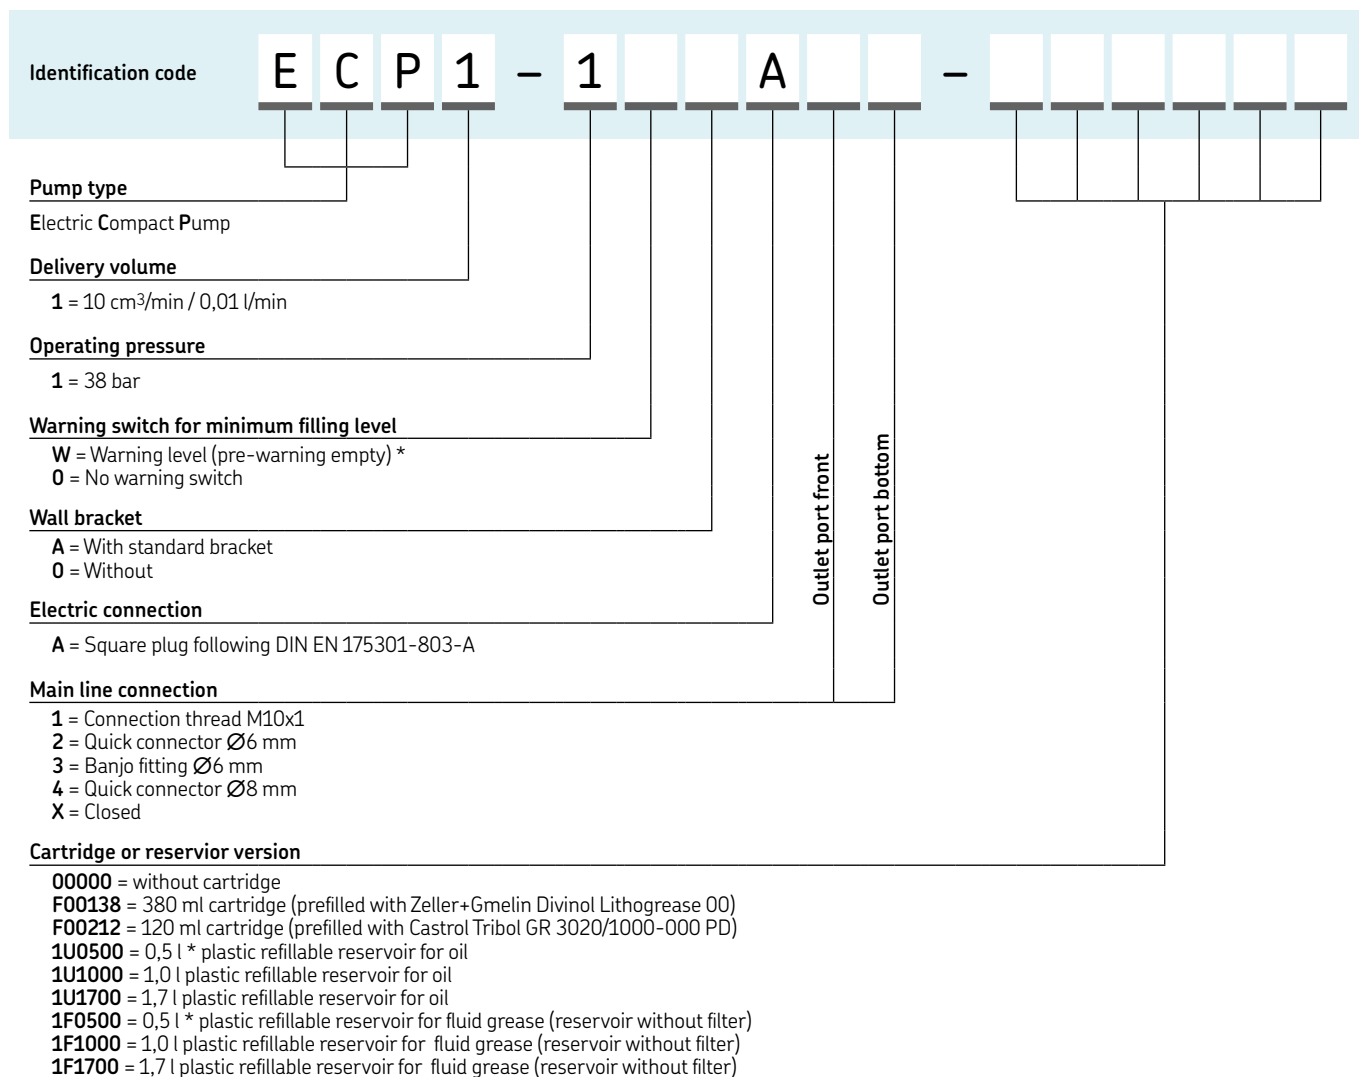 Identification code E C P 1 – 1 A –
Pump type
Electric Compact Pump
Delivery volume
1 = 10 cm³/min / 0,01 l/min
Operating pressure
1 = 38 bar
Warning switch for minimum filling level
W = Warning level (pre-warning empty) *
0 = No warning switch
Wall bracket
A = With standard bracket
0 = Without
Electric connection
A = Square plug following DIN EN 175301-803-A
Outlet port front
Outlet port bottom
Main line connection
1 = Connection thread M10x1
2 = Quick connector Ø6 mm
3 = Banjo fitting Ø6 mm
4 = Quick connector Ø8 mm
X = Closed
Cartridge or reservior version
00000 = without cartridge
F00138 = 380 ml cartridge (prefilled with Zeller+Gmelin Divinol Lithogrease 00)
F00212 = 120 ml cartridge (prefilled with Castrol Tribol GR 3020/1000-000 PD)
1U0500 = 0,5 l * plastic refillable reservoir for oil
1U1000 = 1,0 l plastic refillable reservoir for oil
1U1700 = 1,7 l plastic refillable reservoir for oil
1F0500 = 0,5 l * plastic refillable reservoir for fluid grease (reservoir without filter)
1F1000 = 1,0 l plastic refillable reservoir for fluid grease (reservoir without filter)
1F1700 = 1,7 l plastic refillable reservoir for fluid grease (reservoir without filter)